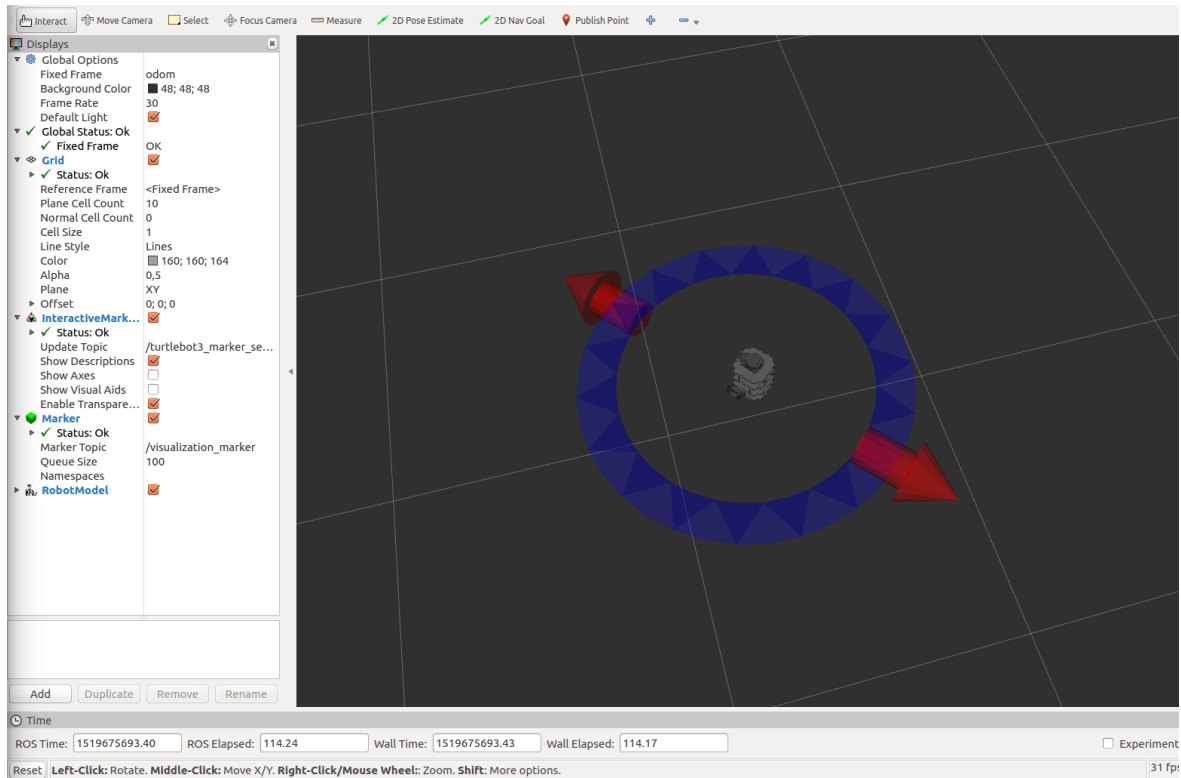 Interact Move Camera Select Focus Camera Measure 2D Pose Estimate 2D Nav Goal Publish Point
Displays
Global Options
Fixed Frame odom
Background Color 48; 48; 48
Frame Rate 30
Default Light
Global Status: Ok
Fixed Frame OK
Grid
Status: Ok
Reference Frame <Fixed Frame>
Plane Cell Count 10
Normal Cell Count 0
Cell Size 1
Line Style Lines
Color 160; 160; 164
Alpha 0,5
Plane XY
Offset 0; 0; 0
InteractiveMark...
Status: Ok
Update Topic /turtlebot3_marker_se...
Show Descriptions
Show Axes
Show Visual Aids
Enable Transpare...
Marker
Status: Ok
Marker Topic /visualization_marker
Queue Size 100
Namespaces
RobotModel
Add Duplicate Remove Rename
Time
ROS Time: 1519675693.40 ROS Elapsed: 114.24 Wall Time: 1519675693.43 Wall Elapsed: 114.17 Experiment
Reset Left-Click: Rotate. Middle-Click: Move X/Y. Right-Click/Mouse Wheel:: Zoom. Shift: More options. 31 fps